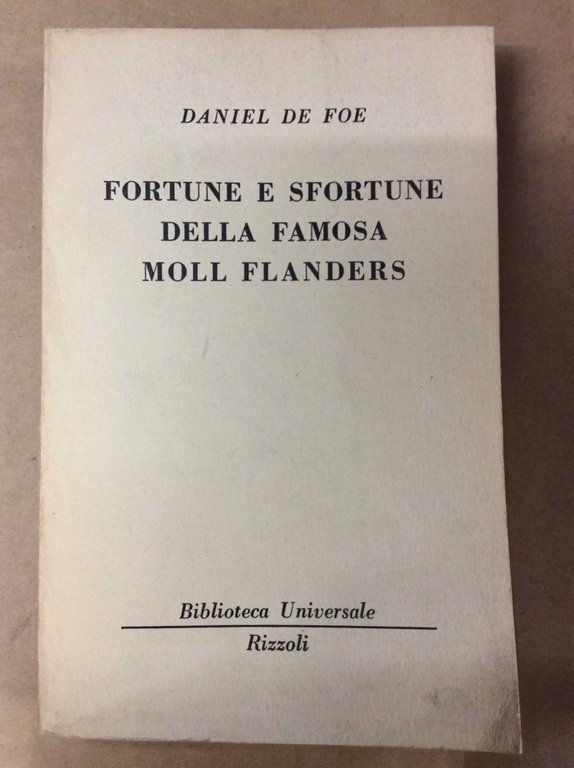 DANIEL DE FOE
FORTUNE E SFORTUNE
DELLA FAMOSA
MOLL FLANDERS
Biblioteca Universale
Rizzoli